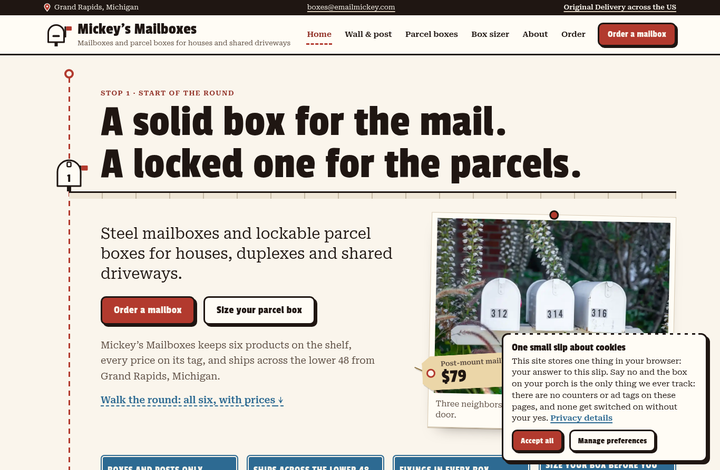 Grand Rapids, Michigan
boxes@emailmickey.com
Original Delivery across the US
Mickey's Mailboxes
Mailboxes and parcel boxes for houses and shared driveways
Home
Wall & post
Parcel boxes
Box sizer
About
Order
Order a mailbox
STOP 1 · START OF THE ROUND
A solid box for the mail.
A locked one for the parcels.
1
Steel mailboxes and lockable parcel
boxes for houses, duplexes and shared
driveways.
Order a mailbox
Size your parcel box
Mickey's Mailboxes keeps six products on the shelf,
every price on its tag, and ships across the lower 48 from
Grand Rapids, Michigan.
Walk the round: all six, with prices ↓
312
314
316
Post-mount mail
$79
Three neighbors
door.
One small slip about cookies
This site stores one thing in your browser:
your answer to this slip. Say no and the box
on your porch is the only thing we ever track:
there are no counters or ad tags on these
pages, and none get switched on without
your yes. Privacy details
Accept all
Manage preferences
BOXES AND POSTS ONLY
SHIPS ACROSS THE LOWER 48
FIXINGS IN EVERY BOX
SIZE YOUR BOX BEFORE YOU